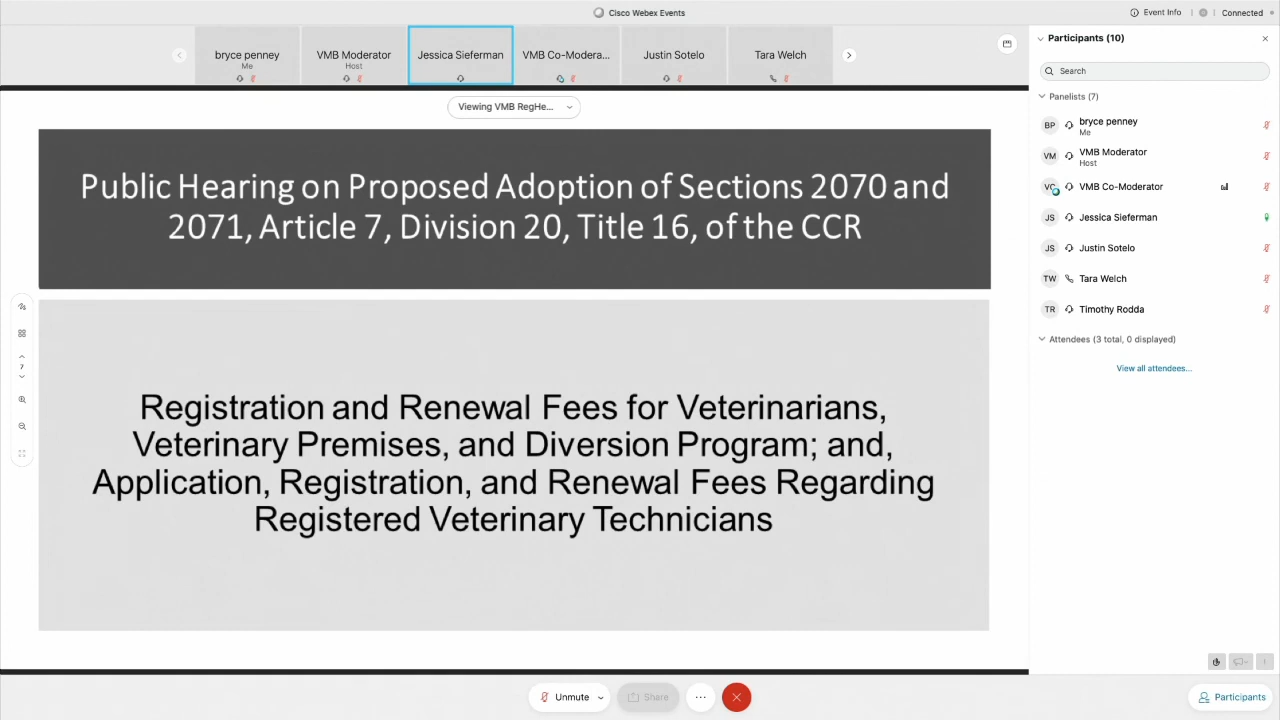 Cisco Webex Events
Event Info
Connected
bryce penney
Me
VMB Moderator
Host
Jessica Sieferman
VMB Co-Modera...
Justin Sotelo
Tara Welch
Viewing VMB RegHe...
Public Hearing on Proposed Adoption of Sections 2070 and
2071, Article 7, Division 20, Title 16, of the CCR
Registration and Renewal Fees for Veterinarians,
Veterinary Premises, and Diversion Program; and,
Application, Registration, and Renewal Fees Regarding
Registered Veterinary Technicians
7
Unmute
Share
Participants (10)
Search
Panelists (7)
BP bryce penney
Me
VM VMB Moderator
Host
VC VMB Co-Moderator
JS Jessica Sieferman
JS Justin Sotelo
TW Tara Welch
TR Timothy Rodda
Attendees (3 total, 0 displayed)
View all attendees...
Participants